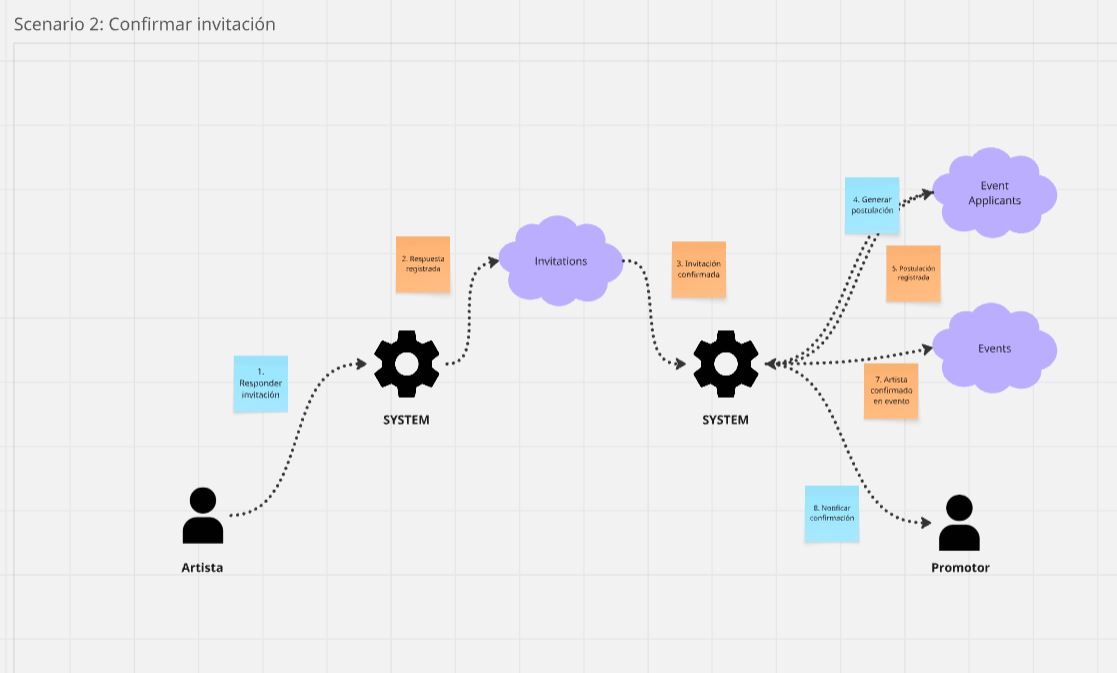 Scenario 2: Confirmar invitación
4. Generar
postulación
Event
Applicants
2. Respuesta
registrada
Invitations
3. Invitación
confirmada
5. Postulación
registrada
Events
1.
Responder
invitación
7. Artista
confirmado
en evento
SYSTEM
SYSTEM
8. Notificar
confirmación
Artista
Promotor